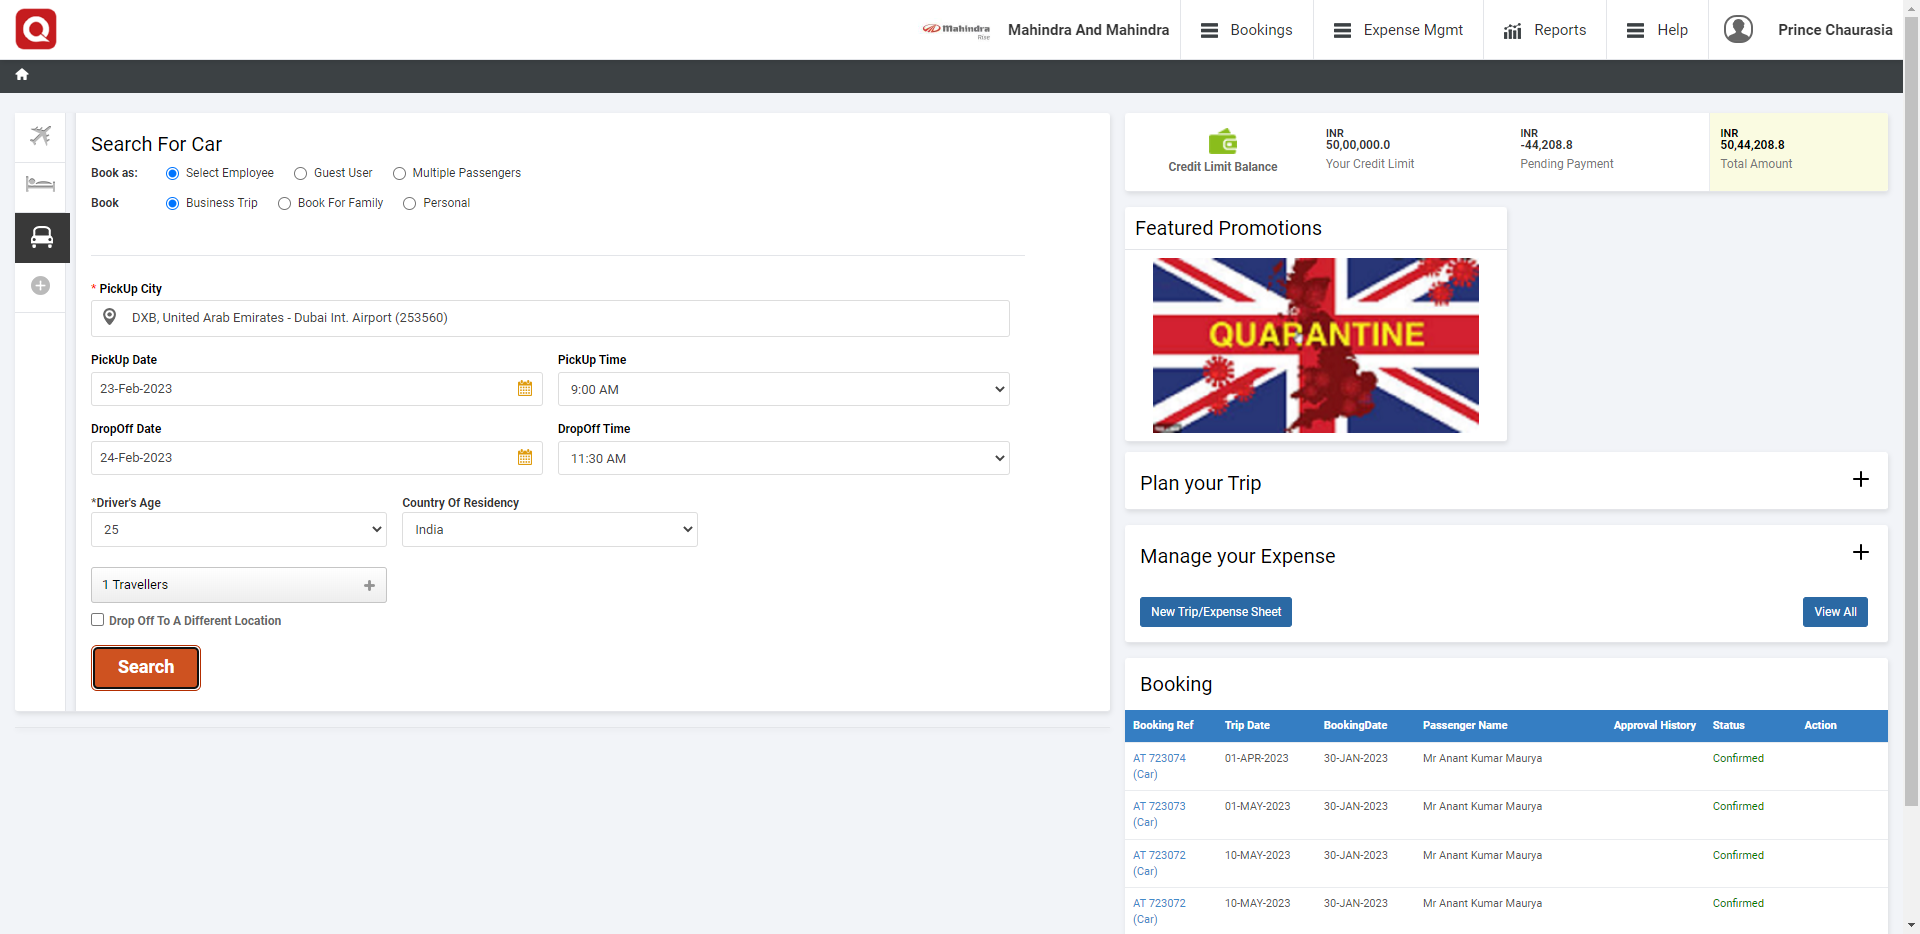 Q
Mahindra
Rise
Mahindra And Mahindra
Bookings
Expense Mgmt
Reports
Help
Prince Chaurasia
Search For Car
Book as:
Select Employee
Guest User
Multiple Passengers
Book
Business Trip
Book For Family
Personal
* PickUp City
DXB, United Arab Emirates - Dubai Int. Airport (253560)
PickUp Date
PickUp Time
23-Feb-2023
9:00 AM
DropOff Date
DropOff Time
24-Feb-2023
11:30 AM
*Driver's Age
Country Of Residency
25
India
1 Travellers
Drop Off To A Different Location
Search
Credit Limit Balance
INR
50,00,000.0
Your Credit Limit
INR
-44,208.8
Pending Payment
INR
50,44,208.8
Total Amount
Featured Promotions
QUARANTINE
Plan your Trip
Manage your Expense
New Trip/Expense Sheet
View All
Booking
Booking Ref Trip Date BookingDate Passenger Name Approval History Status Action
AT 723074 01-APR-2023 30-JAN-2023 Mr Anant Kumar Maurya Confirmed
(Car)
AT 723073 01-MAY-2023 30-JAN-2023 Mr Anant Kumar Maurya Confirmed
(Car)
AT 723072 10-MAY-2023 30-JAN-2023 Mr Anant Kumar Maurya Confirmed
(Car)
AT 723072 10-MAY-2023 30-JAN-2023 Mr Anant Kumar Maurya Confirmed
(Car)